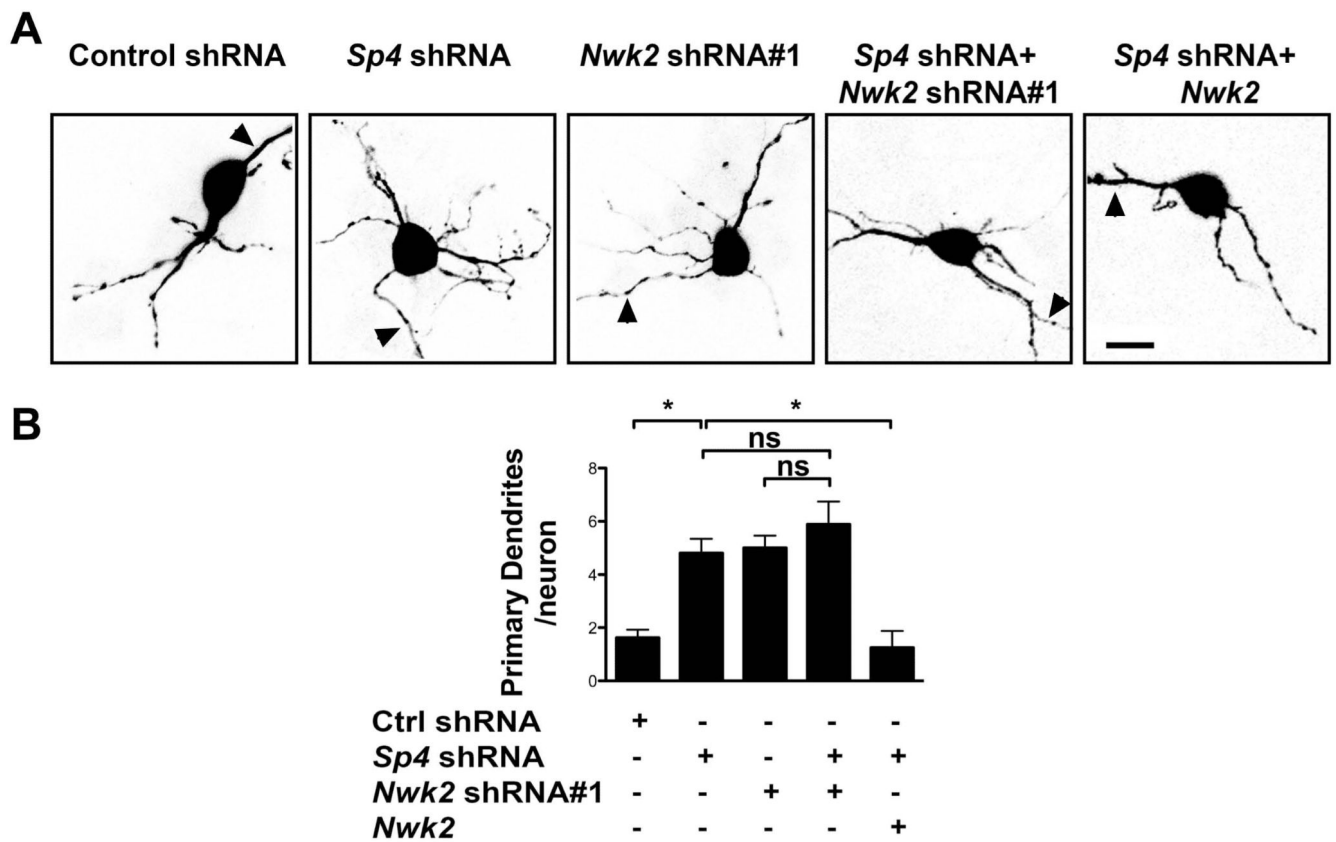 A
Control shRNA
Sp4 shRNA
Nwk2 shRNA#1
Sp4 shRNA+
Nwk2 shRNA#1
Sp4 shRNA+
Nwk2
B
* *
ns
ns
Primary Dendrites
/neuron
8
6
4
2
0
Ctrl shRNA + - - - -
Sp4 shRNA - + - + +
Nwk2 shRNA#1 - - + + -
Nwk2 - - - - +